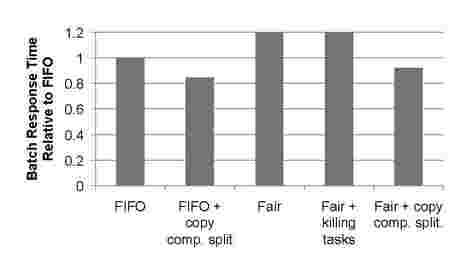 Batch Response Time
Relative to FIFO
1.2
1
0.8
0.6
0.4
0.2
0
FIFO
FIFO +
copy
comp. split
Fair
Fair +
killing
tasks
Fair + copy
comp. split.